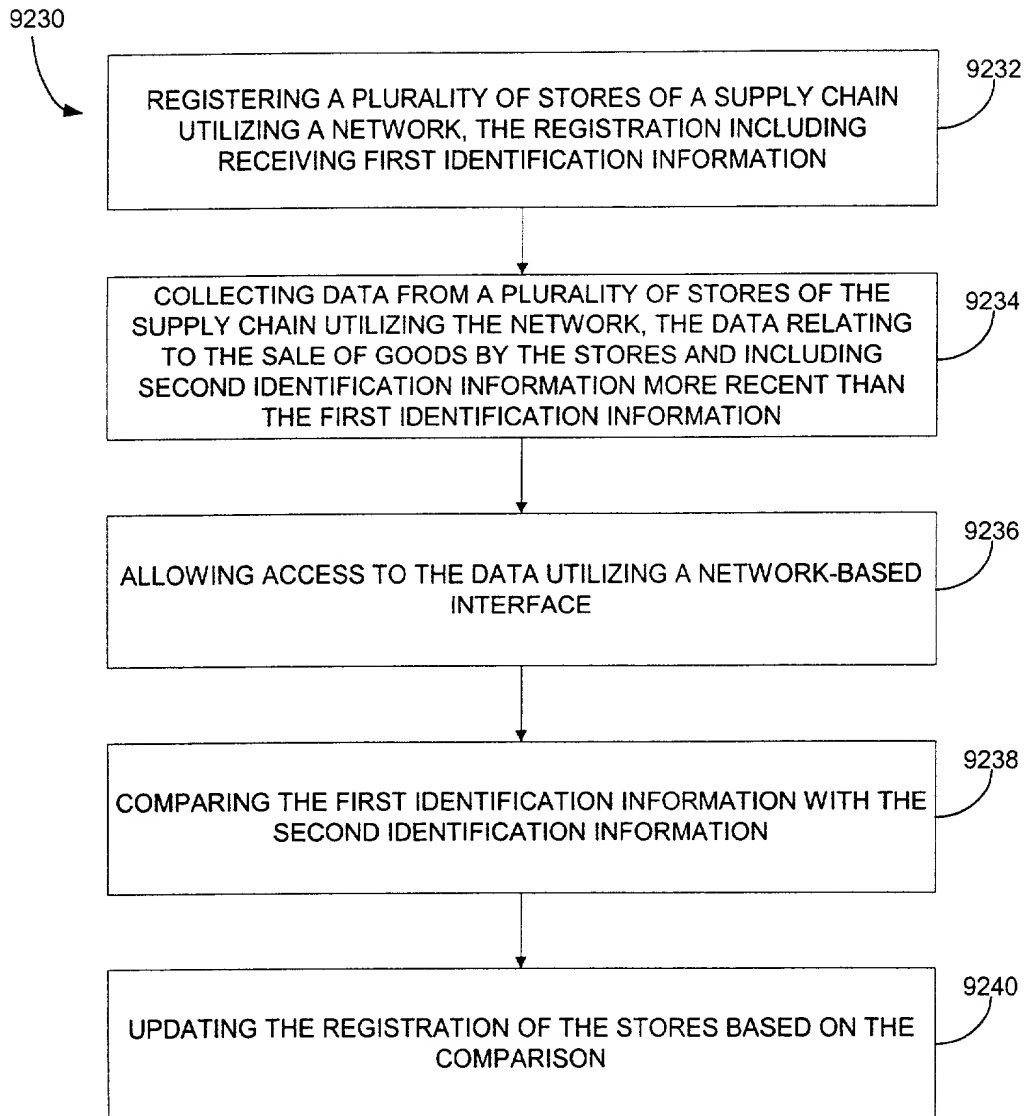 9230
9232
REGISTERING A PLURALITY OF STORES OF A SUPPLY CHAIN
UTILIZING A NETWORK, THE REGISTRATION INCLUDING
RECEIVING FIRST IDENTIFICATION INFORMATION
9234
COLLECTING DATA FROM A PLURALITY OF STORES OF THE
SUPPLY CHAIN UTILIZING THE NETWORK, THE DATA RELATING
TO THE SALE OF GOODS BY THE STORES AND INCLUDING
SECOND IDENTIFICATION INFORMATION MORE RECENT THAN
THE FIRST IDENTIFICATION INFORMATION
9236
ALLOWING ACCESS TO THE DATA UTILIZING A NETWORK-BASED
INTERFACE
9238
COMPARING THE FIRST IDENTIFICATION INFORMATION WITH THE
SECOND IDENTIFICATION INFORMATION
9240
UPDATING THE REGISTRATION OF THE STORES BASED ON THE
COMPARISON